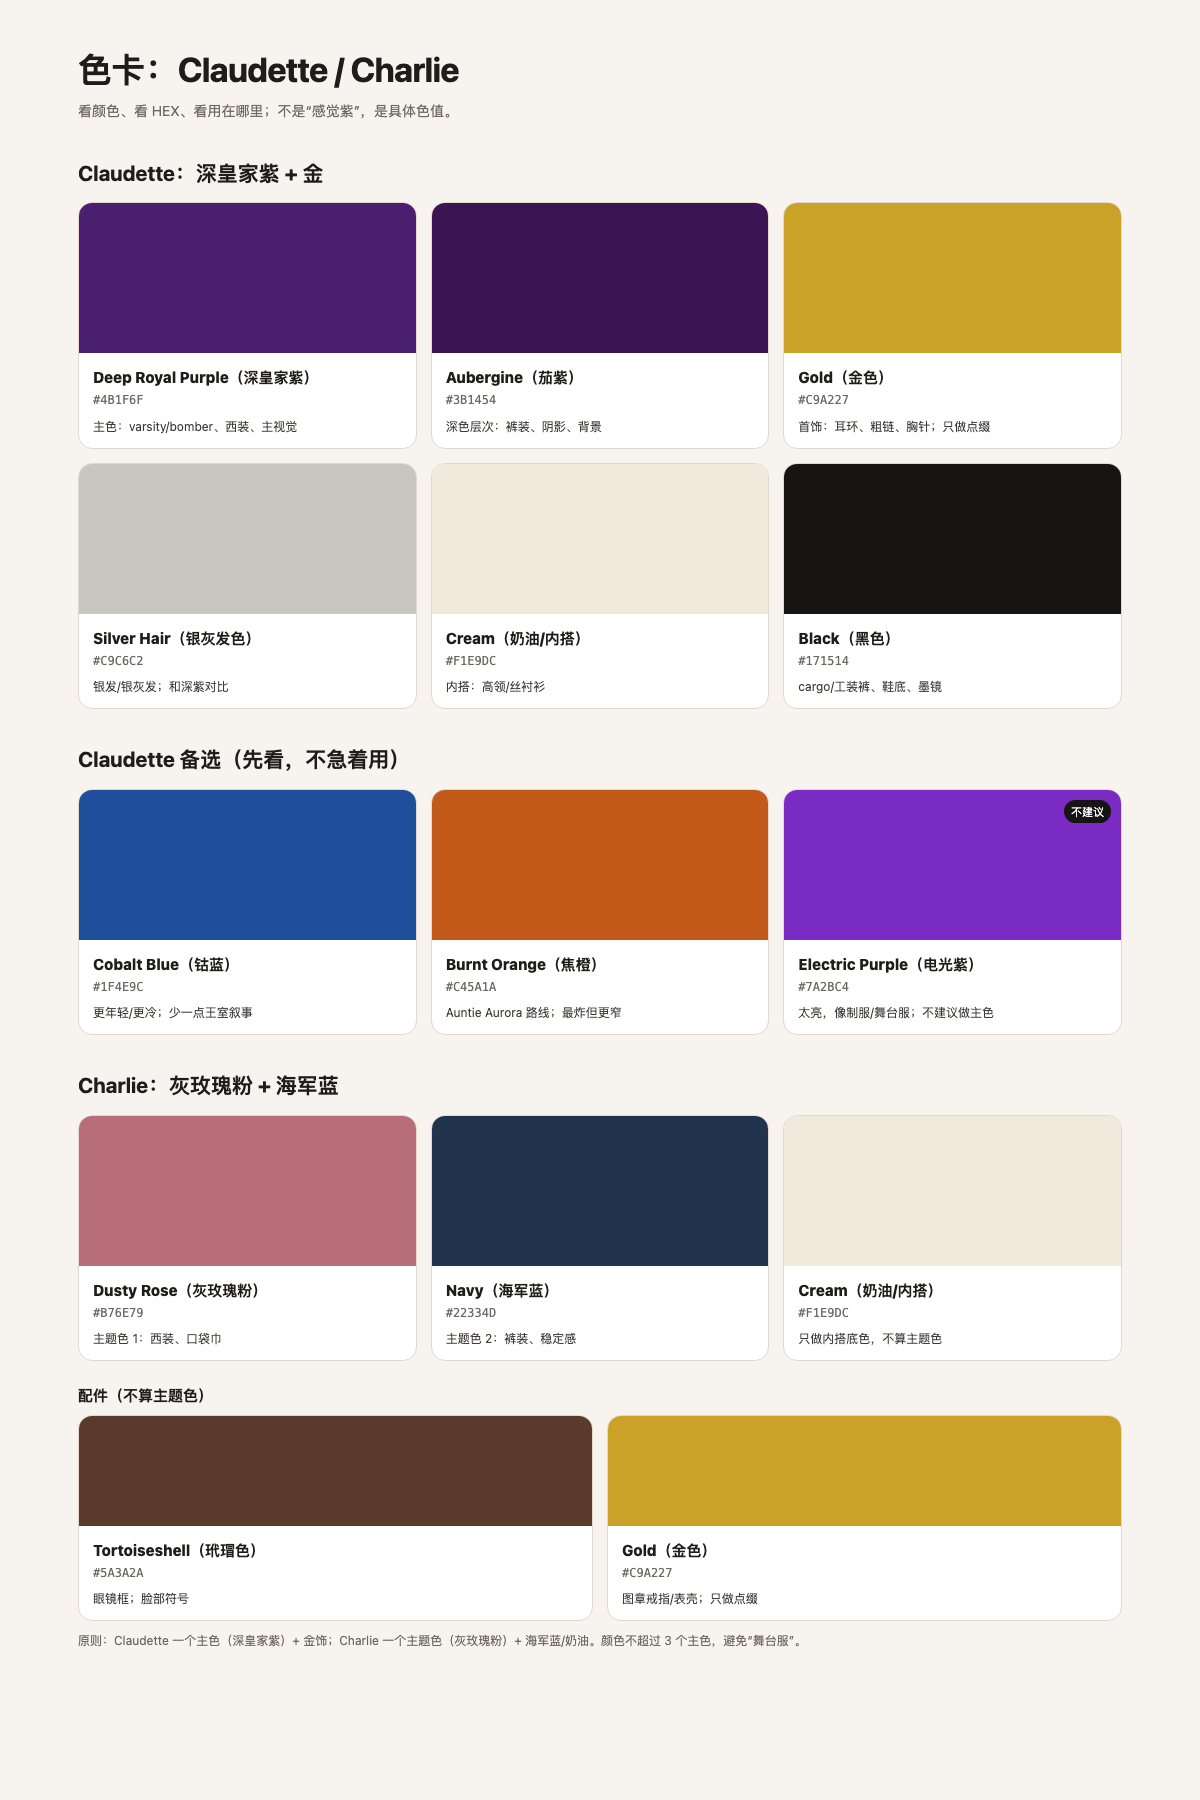 色卡：Claudette / Charlie
看颜色、看 HEX、看用在哪里；不是“感觉紫”，是具体色值。
Claudette：深皇家紫 + 金
Deep Royal Purple（深皇家紫）
#4B1F6F
主色：varsity/bomber、西装、主视觉
Aubergine（茄紫）
#3B1454
深色层次：裤装、阴影、背景
Gold（金色）
#C9A227
首饰：耳环、粗链、胸针；只做点缀
Silver Hair（银灰发色）
#C9C6C2
银发/银灰发；和深紫对比
Cream（奶油/内搭）
#F1E9DC
内搭：高领/丝衬衫
Black（黑色）
#171514
cargo/工装裤、鞋底、墨镜
Claudette 备选（先看，不急着用）
Cobalt Blue（钴蓝）
#1F4E9C
更年轻/更冷；少一点王室叙事
Burnt Orange（焦橙）
#C45A1A
Auntie Aurora 路线；最炸但更窄
不建议
Electric Purple（电光紫）
#7A2BC4
太亮，像制服/舞台服；不建议做主色
Charlie：灰玫瑰粉 + 海军蓝
Dusty Rose（灰玫瑰粉）
#B76E79
主题色 1：西装、口袋巾
Navy（海军蓝）
#22334D
主题色 2：裤装、稳定感
Cream（奶油/内搭）
#F1E9DC
只做内搭底色，不算主题色
配件（不算主题色）
Tortoiseshell（玳瑁色）
#5A3A2A
眼镜框；脸部符号
Gold（金色）
#C9A227
图章戒指/表壳；只做点缀
原则：Claudette 一个主色（深皇家紫）+ 金饰；Charlie 一个主题色（灰玫瑰粉）+ 海军蓝/奶油。颜色不超过 3 个主色，避免“舞台服”。